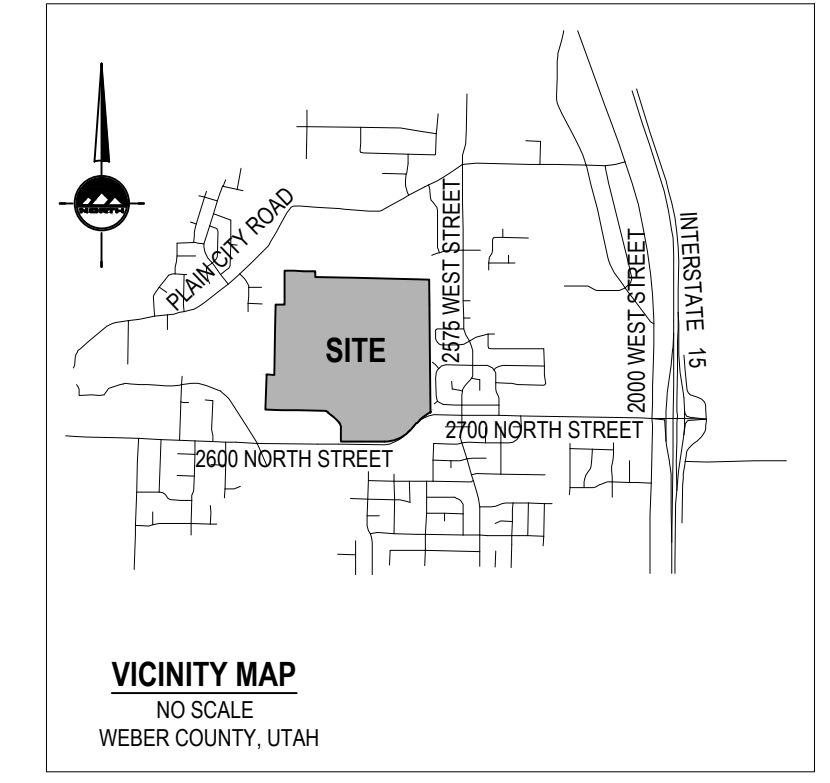 NORTH
PLAIN CITY ROAD
2575 WEST STREET
2000 WEST STREET
INTERSTATE 15
SITE
2700 NORTH STREET
2600 NORTH STREET
VICINITY MAP
NO SCALE
WEBER COUNTY, UTAH